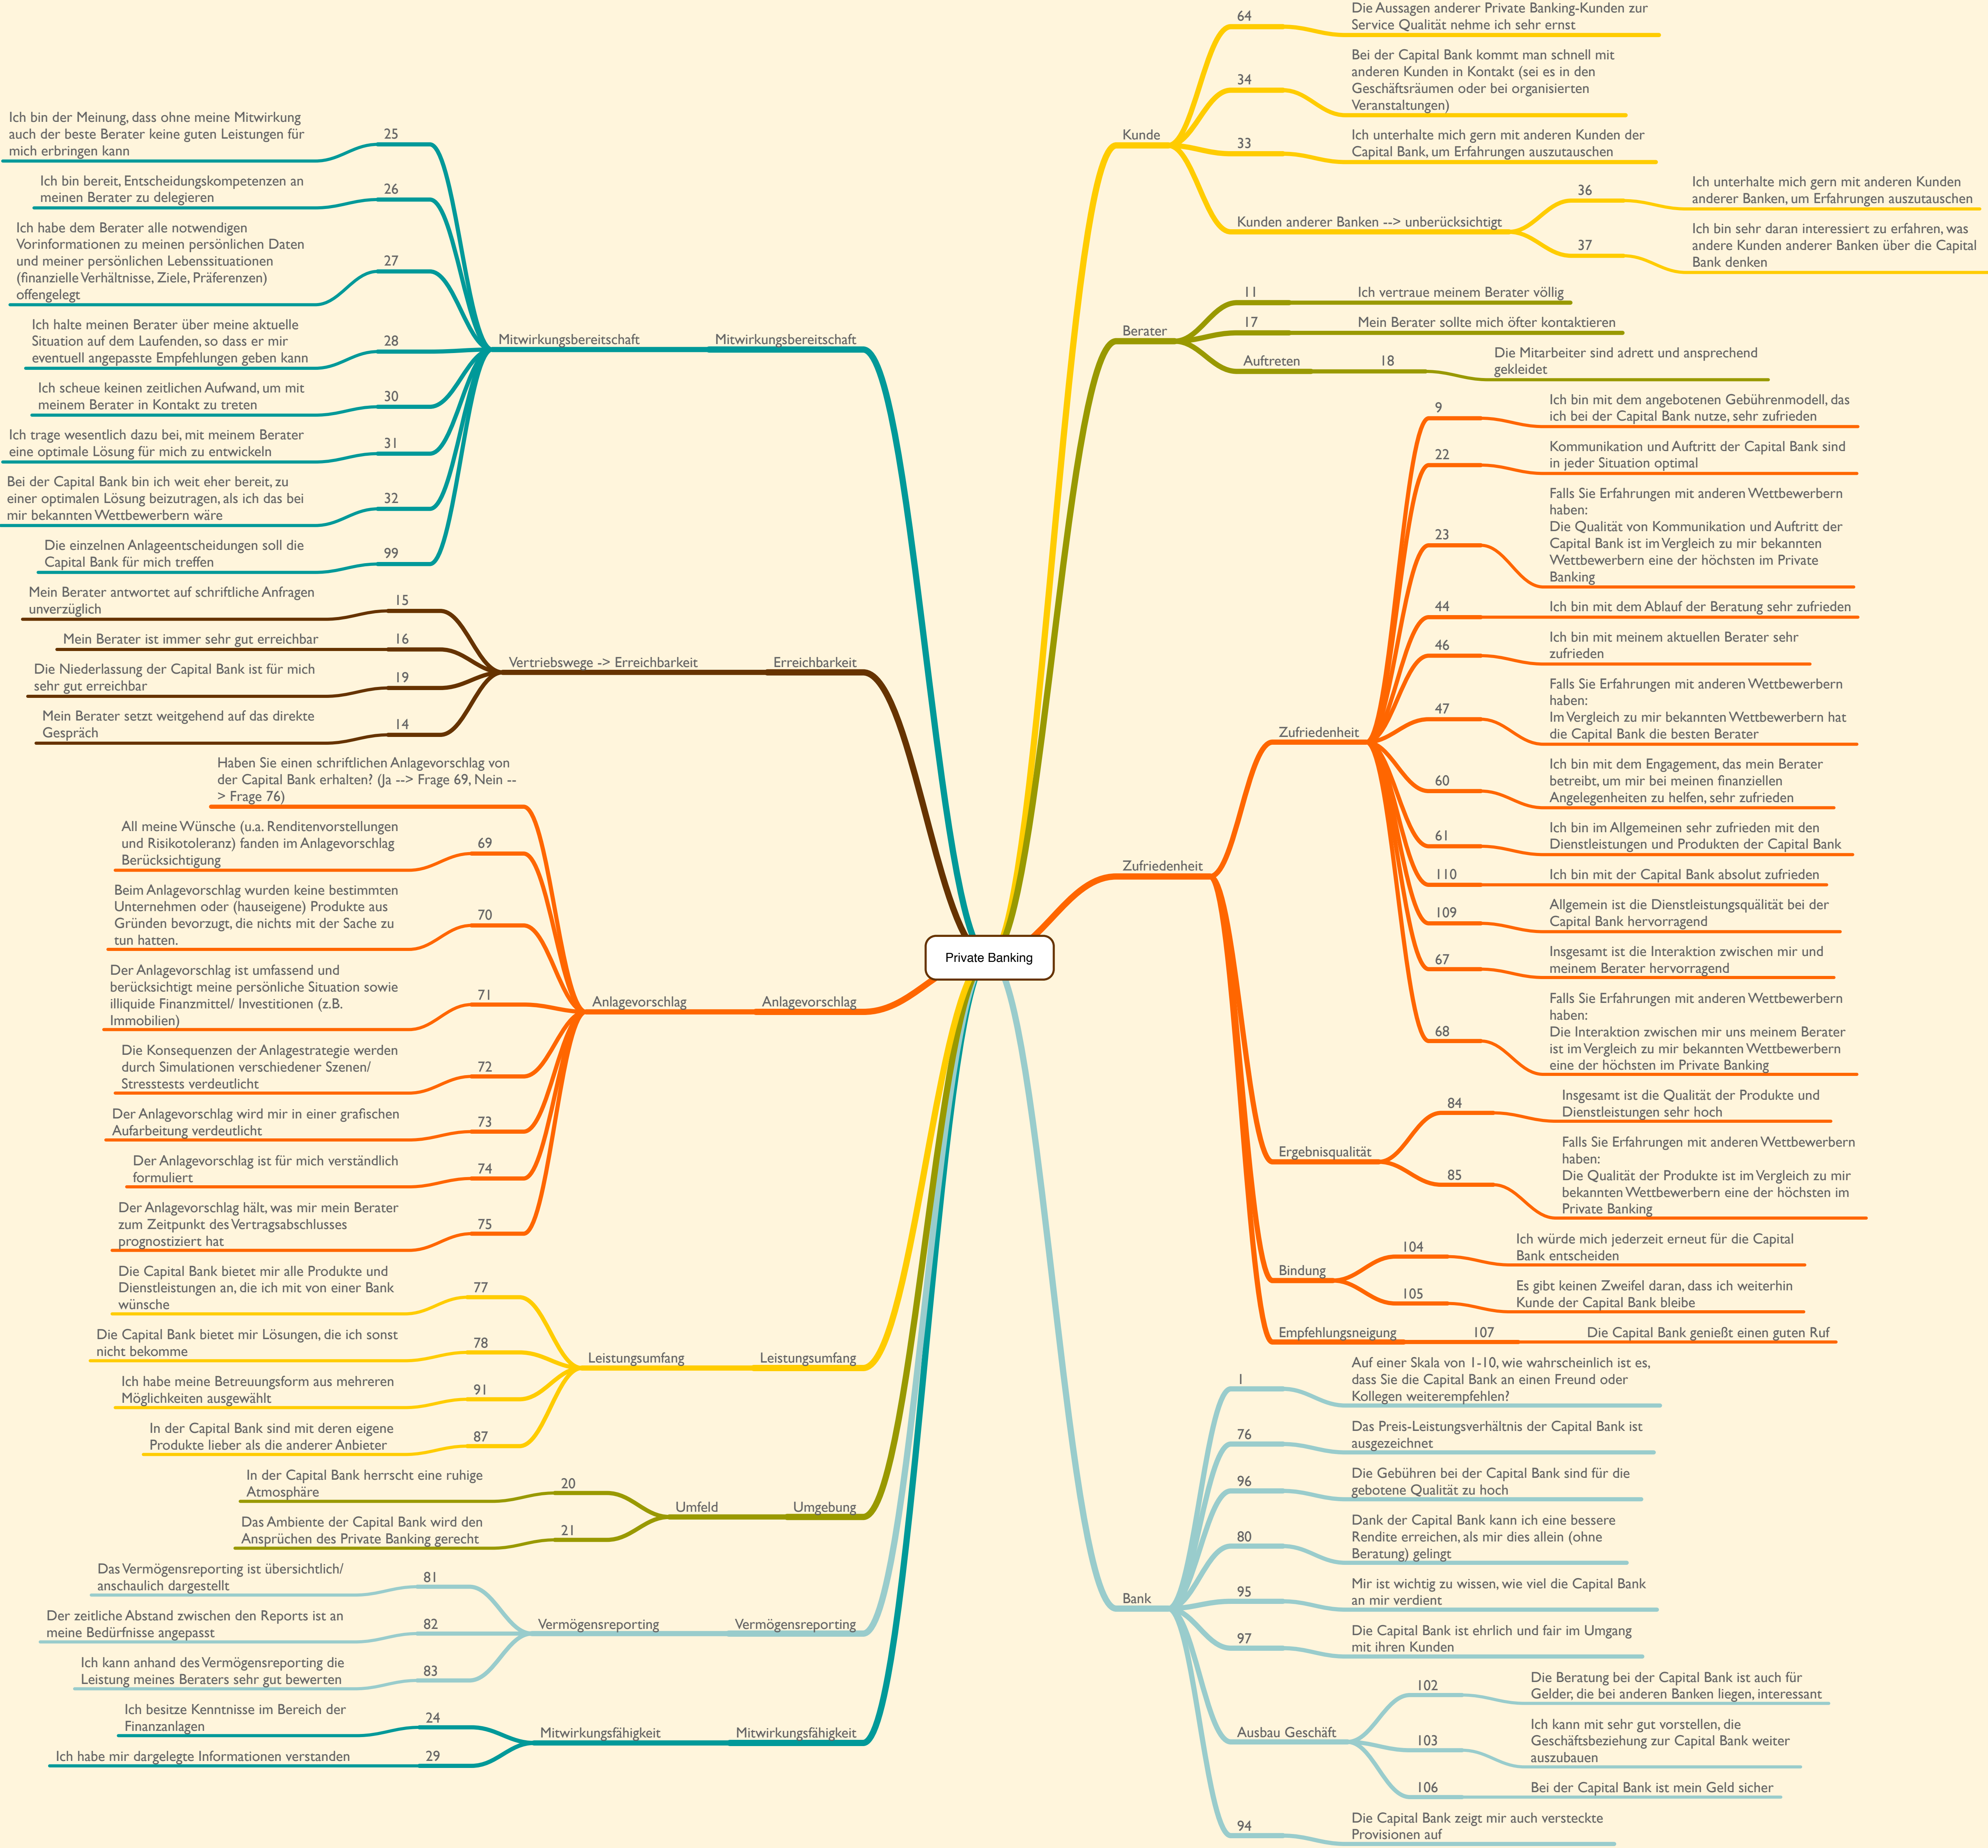 Private Banking
Kunde
64
Die Aussagen anderer Private Banking-Kunden zur
Service Qualität nehme ich sehr ernst
34
Bei der Capital Bank kommt man schnell mit
anderen Kunden in Kontakt (sei es in den
Geschäftsräumen oder bei organisierten
Veranstaltungen)
33
Ich unterhalte mich gern mit anderen Kunden der
Capital Bank, um Erfahrungen auszutauschen
Kunden anderer Banken --> unberücksichtigt
36
Ich unterhalte mich gern mit anderen Kunden
anderer Banken, um Erfahrungen auszutauschen
37
Ich bin sehr daran interessiert zu erfahren, was
andere Kunden anderer Banken über die Capital
Bank denken
Berater
11
Ich vertraue meinem Berater völlig
17
Mein Berater sollte mich öfter kontaktieren
Auftreten
18
Die Mitarbeiter sind adrett und ansprechend
gekleidet
Zufriedenheit
Zufriedenheit
9
Ich bin mit dem angebotenen Gebührenmodell, das
ich bei der Capital Bank nutze, sehr zufrieden
22
Kommunikation und Auftritt der Capital Bank sind
in jeder Situation optimal
23
Falls Sie Erfahrungen mit anderen Wettbewerbern
haben:
Die Qualität von Kommunikation und Auftritt der
Capital Bank ist im Vergleich zu mir bekannten
Wettbewerbern eine der höchsten im Private
Banking
44
Ich bin mit dem Ablauf der Beratung sehr zufrieden
46
Ich bin mit meinem aktuellen Berater sehr
zufrieden
47
Falls Sie Erfahrungen mit anderen Wettbewerbern
haben:
Im Vergleich zu mir bekannten Wettbewerbern hat
die Capital Bank die besten Berater
60
Ich bin mit dem Engagement, das mein Berater
betreibt, um mir bei meinen finanziellen
Angelegenheiten zu helfen, sehr zufrieden
61
Ich bin im Allgemeinen sehr zufrieden mit den
Dienstleistungen und Produkten der Capital Bank
110
Ich bin mit der Capital Bank absolut zufrieden
109
Allgemein ist die Dienstleistungsquälität bei der
Capital Bank hervorragend
67
Insgesamt ist die Interaktion zwischen mir und
meinem Berater hervorragend
68
Falls Sie Erfahrungen mit anderen Wettbewerbern
haben:
Die Interaktion zwischen mir uns meinem Berater
ist im Vergleich zu mir bekannten Wettbewerbern
eine der höchsten im Private Banking
Ergebnisqualität
84
Insgesamt ist die Qualität der Produkte und
Dienstleistungen sehr hoch
85
Falls Sie Erfahrungen mit anderen Wettbewerbern
haben:
Die Qualität der Produkte ist im Vergleich zu mir
bekannten Wettbewerbern eine der höchsten im
Private Banking
Bindung
104
Ich würde mich jederzeit erneut für die Capital
Bank entscheiden
105
Es gibt keinen Zweifel daran, dass ich weiterhin
Kunde der Capital Bank bleibe
Empfehlungsneigung
107
Die Capital Bank genießt einen guten Ruf
Bank
1
Auf einer Skala von 1-10, wie wahrscheinlich ist es,
dass Sie die Capital Bank an einen Freund oder
Kollegen weiterempfehlen?
76
Das Preis-Leistungsverhältnis der Capital Bank ist
ausgezeichnet
96
Die Gebühren bei der Capital Bank sind für die
gebotene Qualität zu hoch
80
Dank der Capital Bank kann ich eine bessere
Rendite erreichen, als mir dies allein (ohne
Beratung) gelingt
95
Mir ist wichtig zu wissen, wie viel die Capital Bank
an mir verdient
97
Die Capital Bank ist ehrlich und fair im Umgang
mit ihren Kunden
Ausbau Geschäft
102
Die Beratung bei der Capital Bank ist auch für
Gelder, die bei anderen Banken liegen, interessant
103
Ich kann mit sehr gut vorstellen, die
Geschäftsbeziehung zur Capital Bank weiter
auszubauen
106
Bei der Capital Bank ist mein Geld sicher
94
Die Capital Bank zeigt mir auch versteckte
Provisionen auf
Mitwirkungsbereitschaft
Mitwirkungsbereitschaft
25
Ich bin der Meinung, dass ohne meine Mitwirkung
auch der beste Berater keine guten Leistungen für
mich erbringen kann
26
Ich bin bereit, Entscheidungskompetenzen an
meinen Berater zu delegieren
27
Ich habe dem Berater alle notwendigen
Vorinformationen zu meinen persönlichen Daten
und meiner persönlichen Lebenssituationen
(finanzielle Verhältnisse, Ziele, Präferenzen)
offengelegt
28
Ich halte meinen Berater über meine aktuelle
Situation auf dem Laufenden, so dass er mir
eventuell angepasste Empfehlungen geben kann
30
Ich scheue keinen zeitlichen Aufwand, um mit
meinem Berater in Kontakt zu treten
31
Ich trage wesentlich dazu bei, mit meinem Berater
eine optimale Lösung für mich zu entwickeln
32
Bei der Capital Bank bin ich weit eher bereit, zu
einer optimalen Lösung beizutragen, als ich das bei
mir bekannten Wettbewerbern wäre
99
Die einzelnen Anlageentscheidungen soll die
Capital Bank für mich treffen
Erreichbarkeit
Vertriebswege -> Erreichbarkeit
15
Mein Berater antwortet auf schriftliche Anfragen
unverzüglich
16
Mein Berater ist immer sehr gut erreichbar
19
Die Niederlassung der Capital Bank ist für mich
sehr gut erreichbar
14
Mein Berater setzt weitgehend auf das direkte
Gespräch
Anlagevorschlag
Anlagevorschlag
Haben Sie einen schriftlichen Anlagevorschlag von
der Capital Bank erhalten? (Ja --> Frage 69, Nein --
> Frage 76)
69
All meine Wünsche (u.a. Renditenvorstellungen
und Risikotoleranz) fanden im Anlagevorschlag
Berücksichtigung
70
Beim Anlagevorschlag wurden keine bestimmten
Unternehmen oder (hauseigene) Produkte aus
Gründen bevorzugt, die nichts mit der Sache zu
tun hatten.
71
Der Anlagevorschlag ist umfassend und
berücksichtigt meine persönliche Situation sowie
illiquide Finanzmittel/ Investitionen (z.B.
Immobilien)
72
Die Konsequenzen der Anlagestrategie werden
durch Simulationen verschiedener Szenen/
Stresstests verdeutlicht
73
Der Anlagevorschlag wird mir in einer grafischen
Aufarbeitung verdeutlicht
74
Der Anlagevorschlag ist für mich verständlich
formuliert
75
Der Anlagevorschlag hält, was mir mein Berater
zum Zeitpunkt des Vertragsabschlusses
prognostiziert hat
Leistungsumfang
Leistungsumfang
77
Die Capital Bank bietet mir alle Produkte und
Dienstleistungen an, die ich mit von einer Bank
wünsche
78
Die Capital Bank bietet mir Lösungen, die ich sonst
nicht bekomme
91
Ich habe meine Betreuungsform aus mehreren
Möglichkeiten ausgewählt
87
In der Capital Bank sind mit deren eigene
Produkte lieber als die anderer Anbieter
Umgebung
Umfeld
20
In der Capital Bank herrscht eine ruhige
Atmosphäre
21
Das Ambiente der Capital Bank wird den
Ansprüchen des Private Banking gerecht
Vermögensreporting
Vermögensreporting
81
Das Vermögensreporting ist übersichtlich/
anschaulich dargestellt
82
Der zeitliche Abstand zwischen den Reports ist an
meine Bedürfnisse angepasst
83
Ich kann anhand des Vermögensreporting die
Leistung meines Beraters sehr gut bewerten
Mitwirkungsfähigkeit
Mitwirkungsfähigkeit
24
Ich besitze Kenntnisse im Bereich der
Finanzanlagen
29
Ich habe mir dargelegte Informationen verstanden